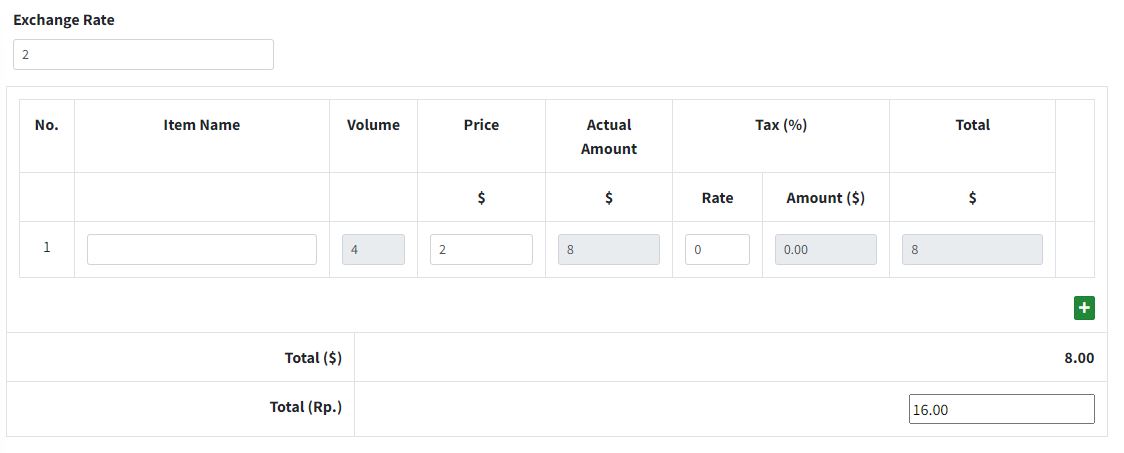 Exchange Rate
2
No. Item Name Volume Price Actual Amount Tax (%) Total
$ $ Rate Amount ($) $
1 4 2 8 0 0.00 8
+
Total ($) 8.00
Total (Rp.) 16.00